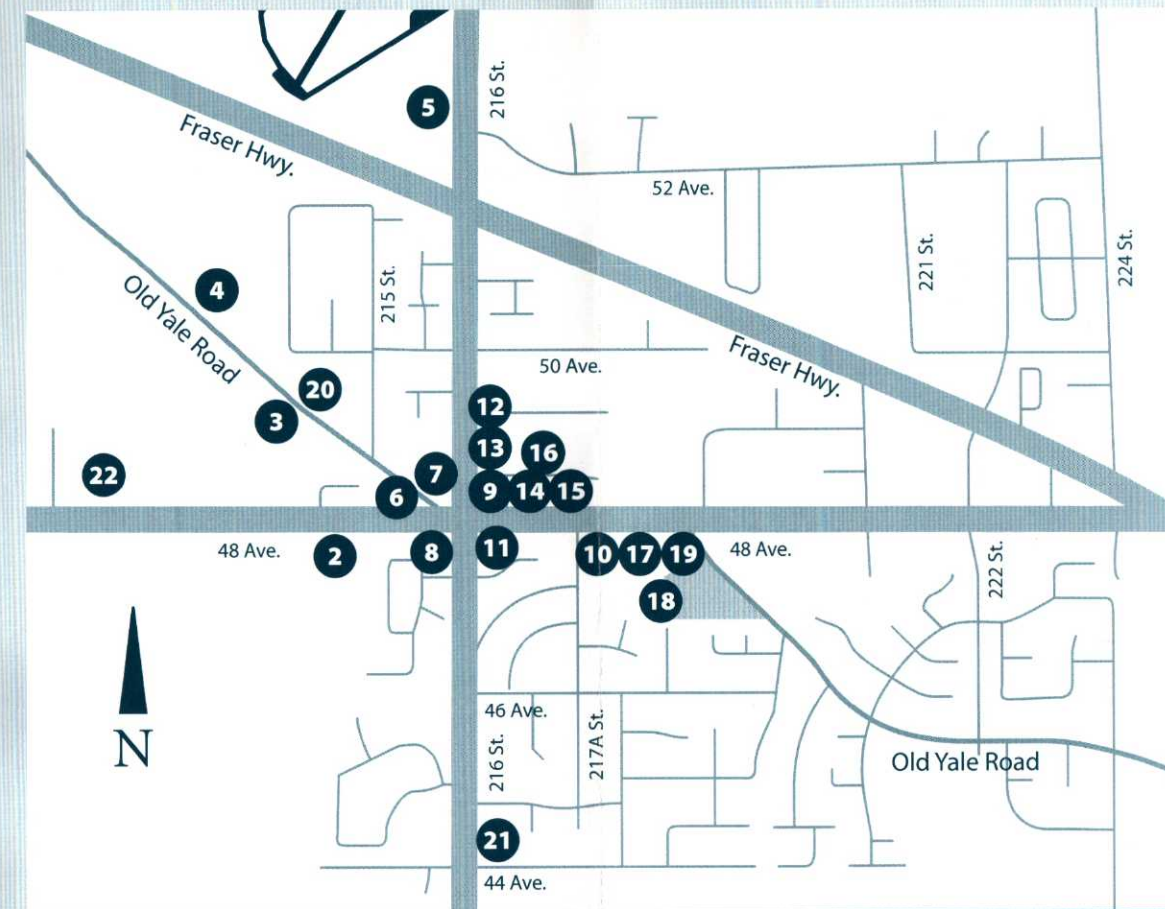 5
216 St.
Fraser Hwy.
52 Ave.
221 St.
224 St.
4
215 St.
Old Yale Road
50 Ave.
Fraser Hwy.
20
3
12
13
16
22
7
6
9
14
15
48 Ave.
2
8
11
10
17
19
48 Ave.
222 St.
18
46 Ave.
216 St.
217A St.
N
Old Yale Road
21
44 Ave.